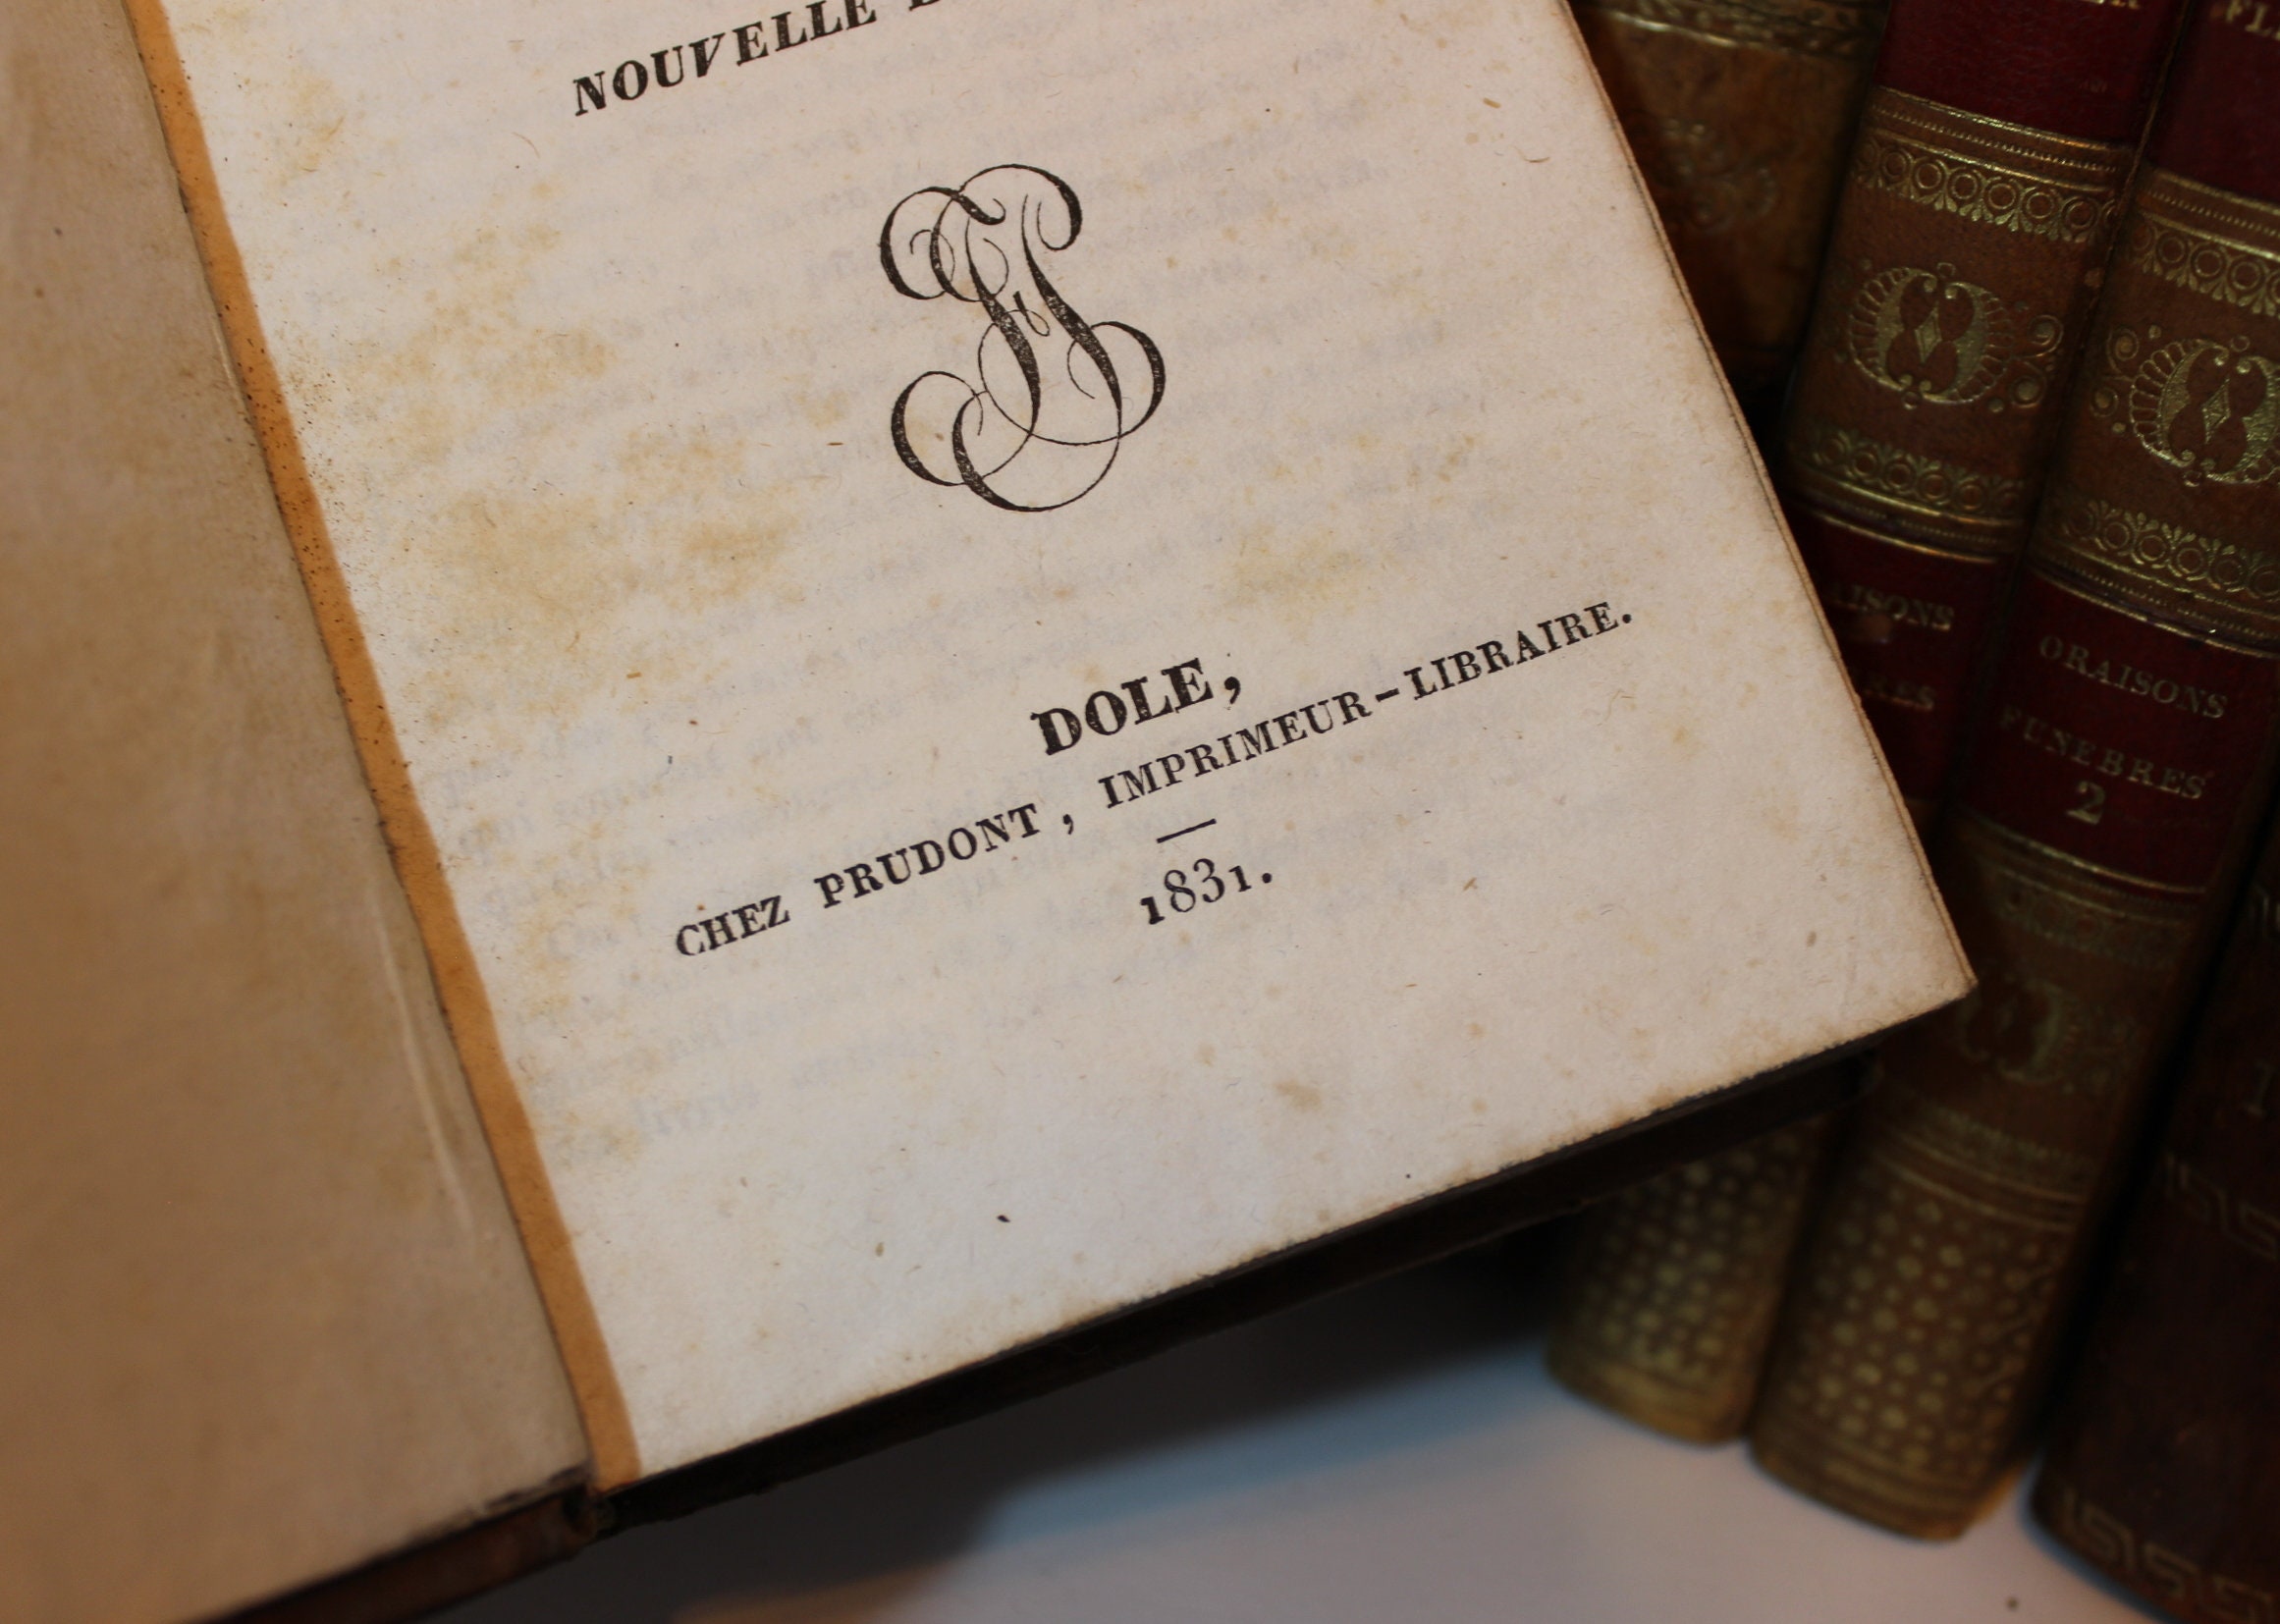 NOUVELLE
DOLE,
CHEZ PRUDONT, IMPRIMEUR-LIBRAIRE.
1831.
ORAISONS
FUNEBRES
2